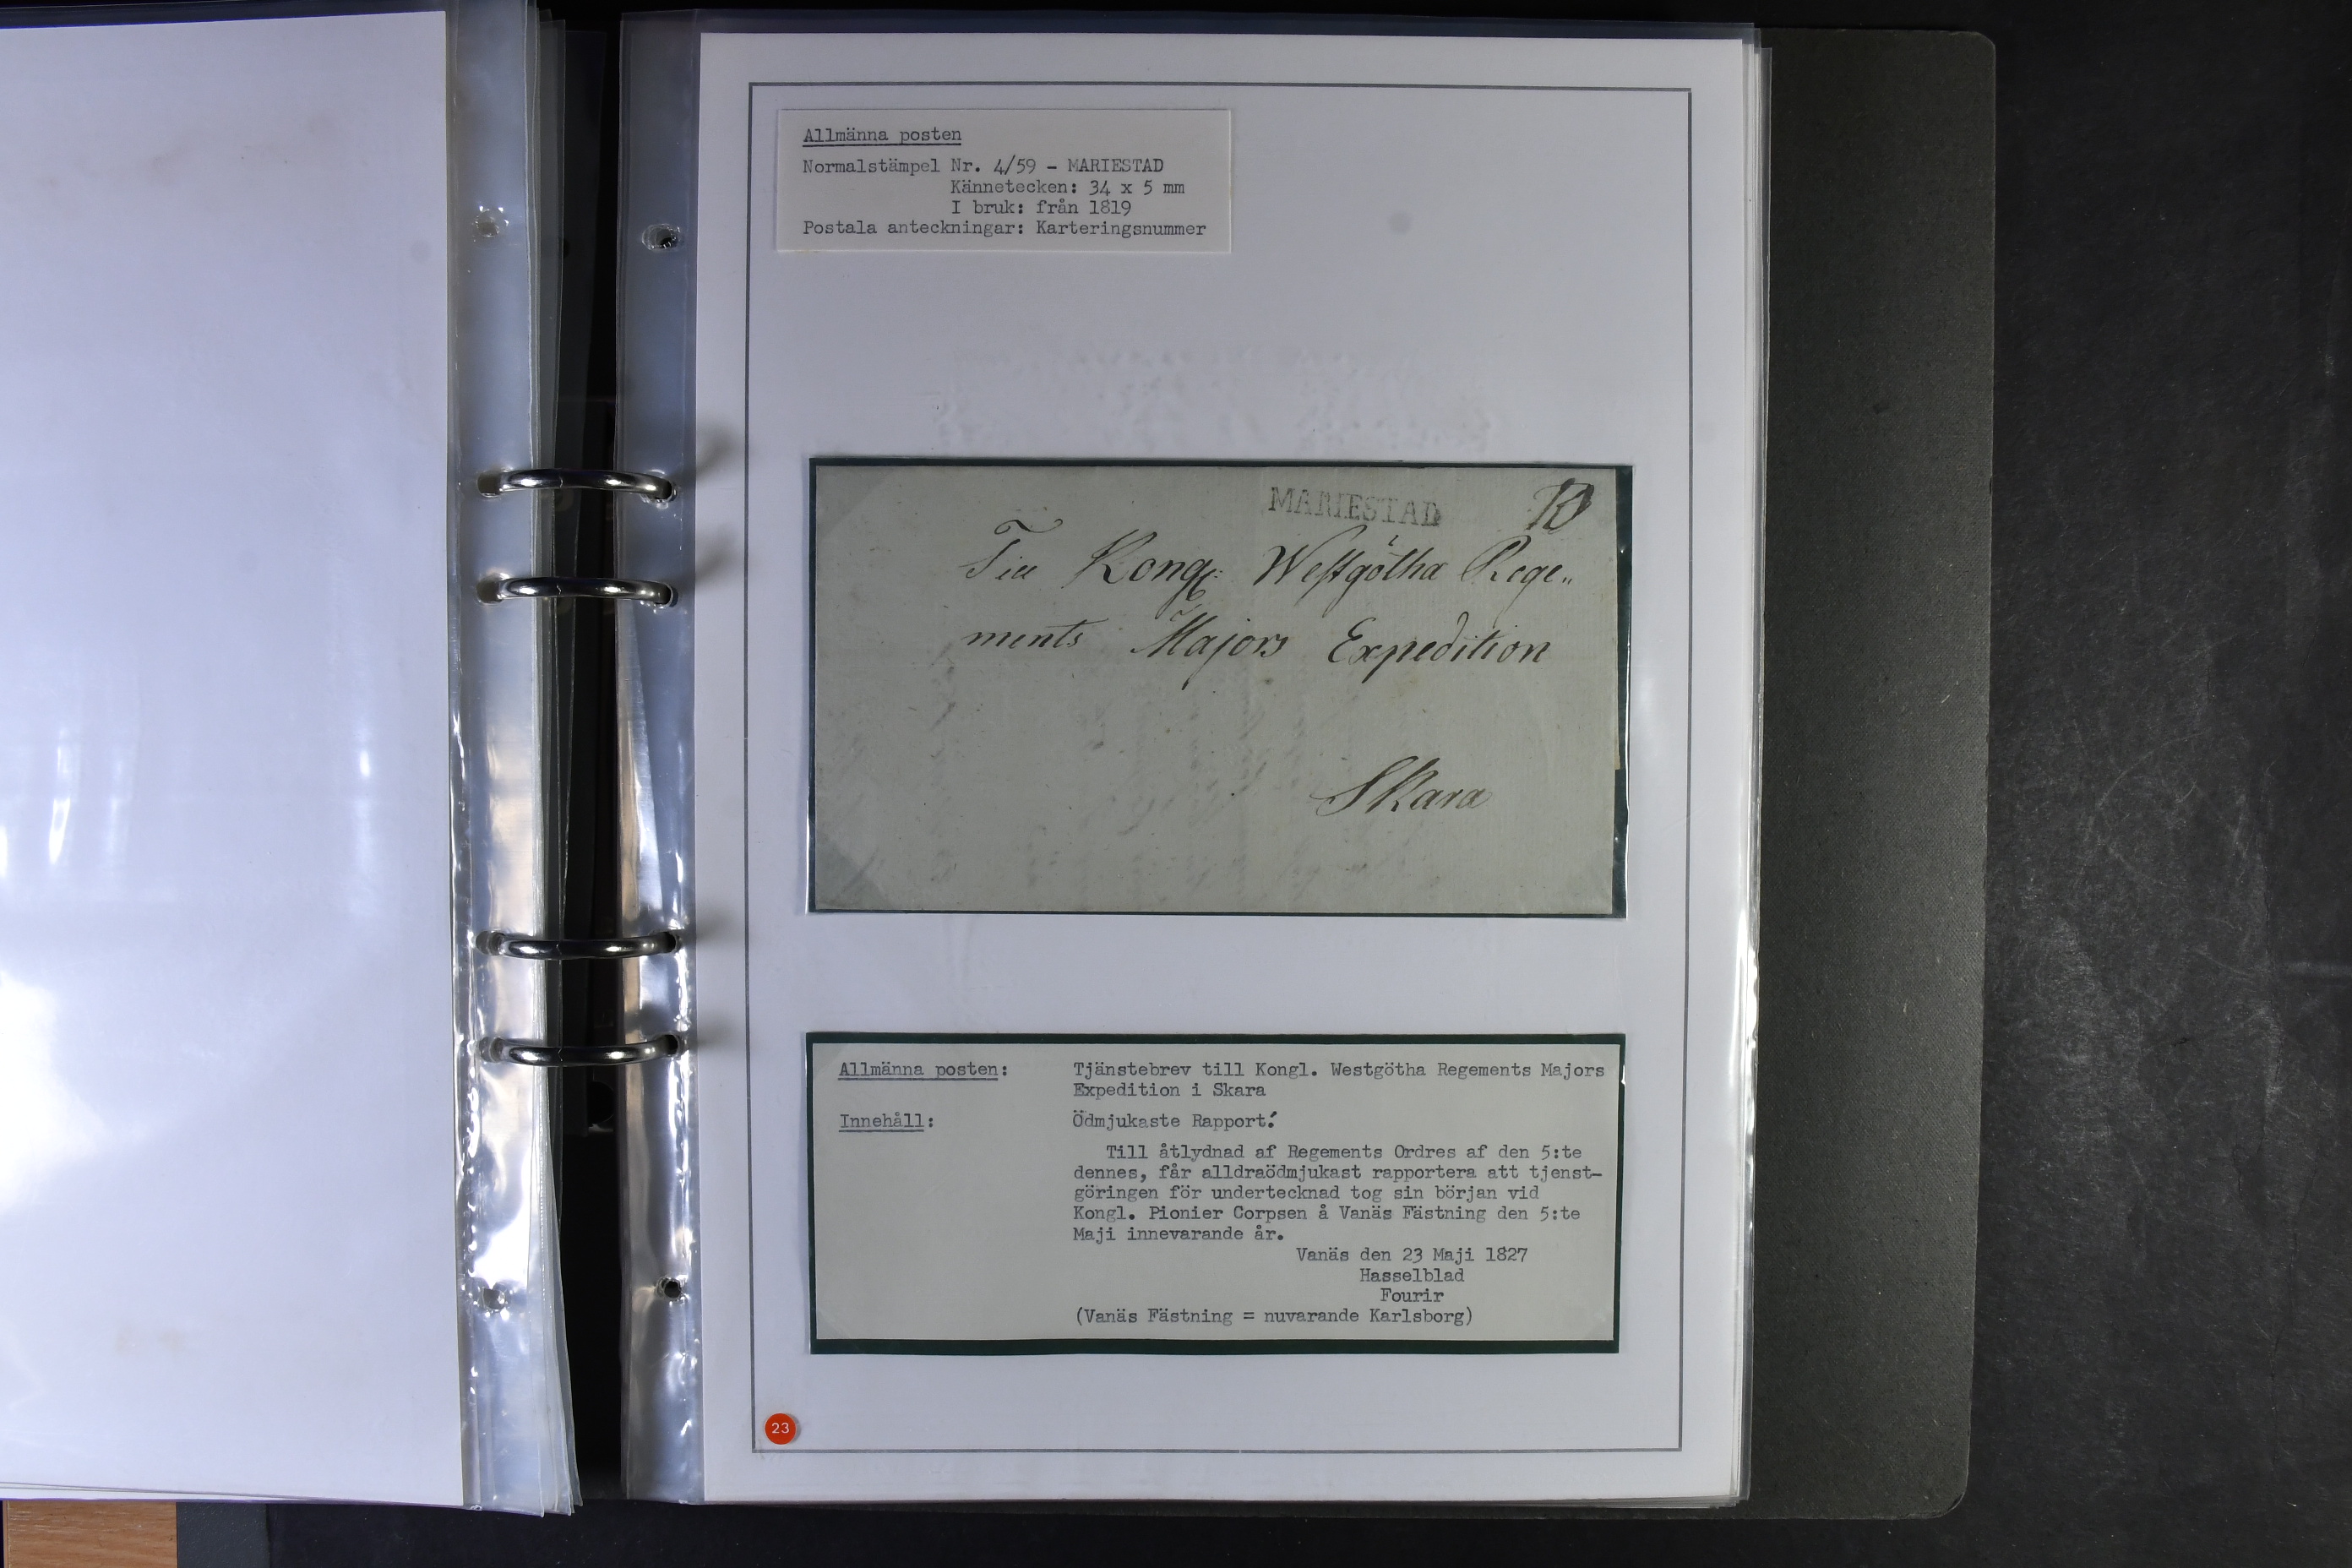 Allmänna posten
Normalstämpel Nr. 4/59 - MARIESTAD
Kännetecken: 34 x 5 mm
I bruk: från 1819
Postala anteckningar: Karteringsnummer
MARIESTAD
Till Kongl: Westgötha Rege„
ments Majors Expedition
Skara
Allmänna posten: Tjänstebrev till Kongl. Westgötha Regements Majors
Expedition i Skara
Innehåll: Ödmjukaste Rapport!
Till åtlydnad af Regements Ordres af den 5:te
dennes, får alldraödmjukast rapportera att tjenst-
göringen för undertecknad tog sin början vid
Kongl. Pionier Corpsen å Vanäs Fästning den 5:te
Maji innevarande år.
Vanäs den 23 Maji 1827
Hasselblad
Fourir
(Vanäs Fästning = nuvarande Karlsborg)
23